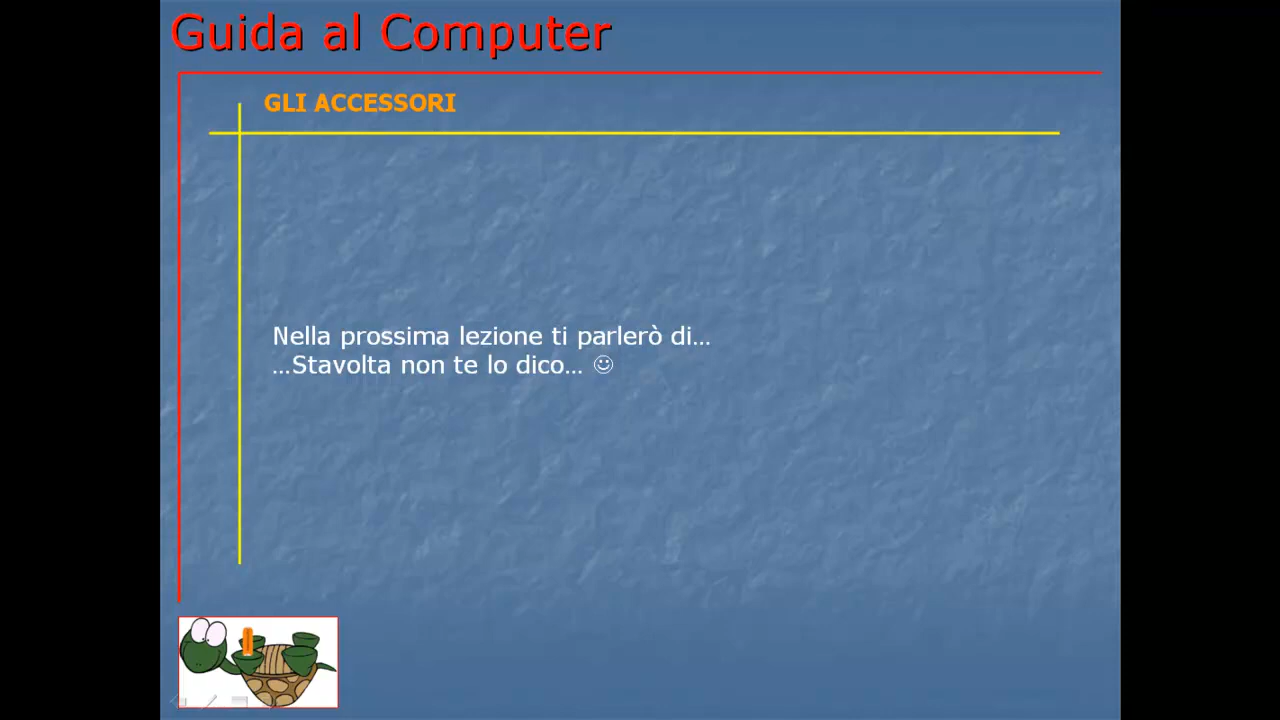 Guida al Computer
GLI ACCESSORI
Nella prossima lezione ti parlerò di…
…Stavolta non te lo dico… ☺